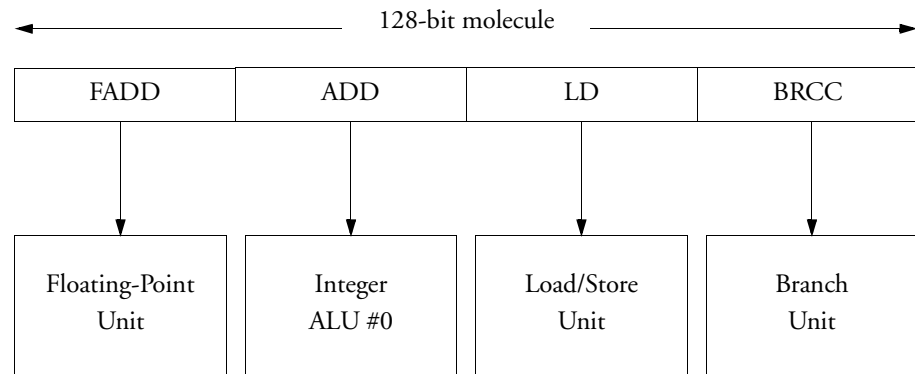 128-bit molecule
FADD
ADD
LD
BRCC
Floating-Point
Unit
Integer
ALU #0
Load/Store
Unit
Branch
Unit